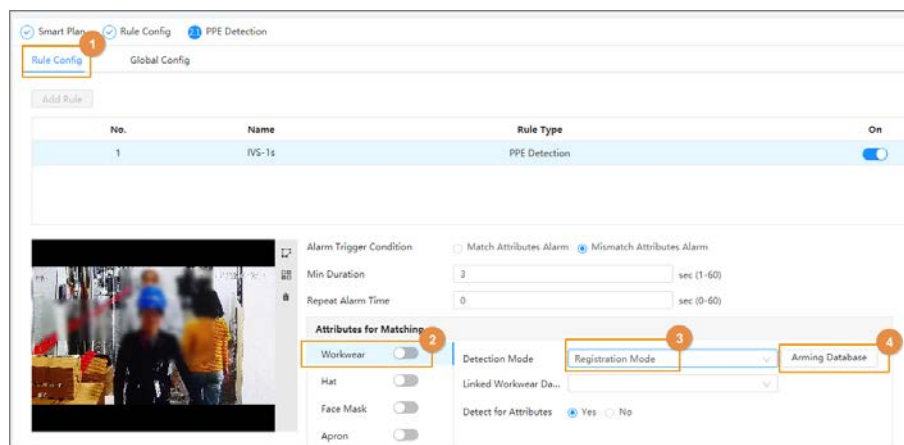 Smart Plan Rule Config 2.1 PPE Detection
1
Rule Config Global Config
Add Rule
No. Name Rule Type On
1 IVS-1s PPE Detection
Alarm Trigger Condition Match Attributes Alarm Mismatch Attributes Alarm
Min Duration 3 sec (1-60)
Repeat Alarm Time 0 sec (0-60)
Attributes for Matching
2
3
4
Workwear Detection Mode Registration Mode Arming Database
Hat Linked Workwear Da...
Face Mask Detect for Attributes Yes No
Apron